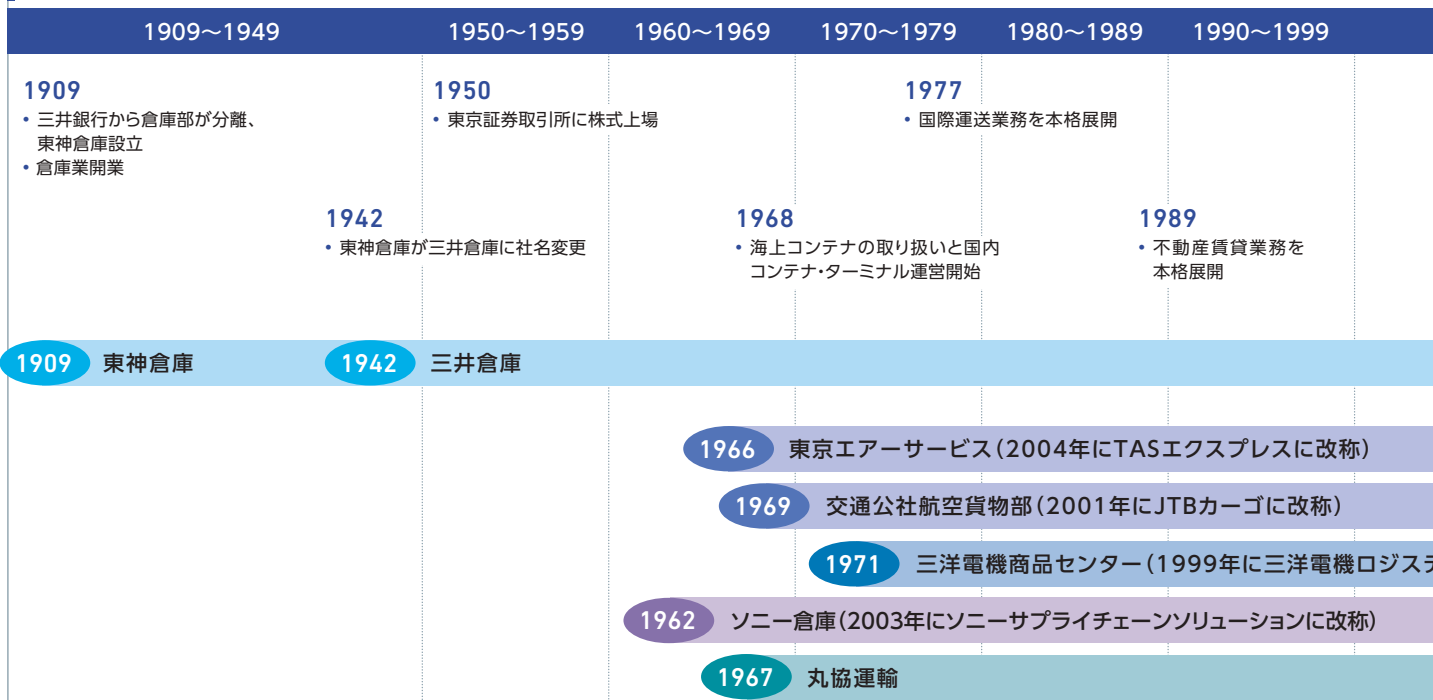 1909～1949
1950～1959
1960～1969
1970～1979
1980～1989
1990～1999
1909
• 三井銀行から倉庫部が分離、
東神倉庫設立
• 倉庫業開業
1950
• 東京証券取引所に株式上場
1977
• 国際運送業務を本格展開
1942
• 東神倉庫が三井倉庫に社名変更
1968
• 海上コンテナの取り扱いと国内
コンテナ・ターミナル運営開始
1989
• 不動産賃貸業務を
本格展開
1909 東神倉庫
1942 三井倉庫
1966 東京エアーサービス（2004年にTASエクスプレスに改称）
1969 交通公社航空貨物部（2001年にJTBカーゴに改称）
1971 三洋電機商品センター（1999年に三洋電機ロジス
1962 ソニー倉庫（2003年にソニーサプライチェーンソリューションに改称）
1967 丸協運輸